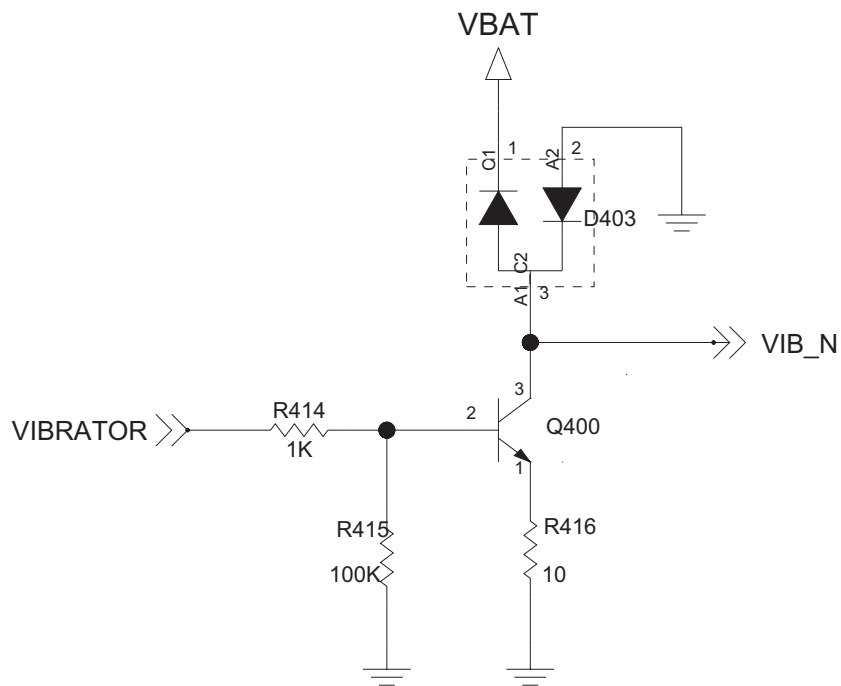 VBAT
C1
1
A2
2
D403
C2
A1
3
VIB_N
3
2
Q400
1
VIBRATOR
R414
1K
R415
100K
R416
10